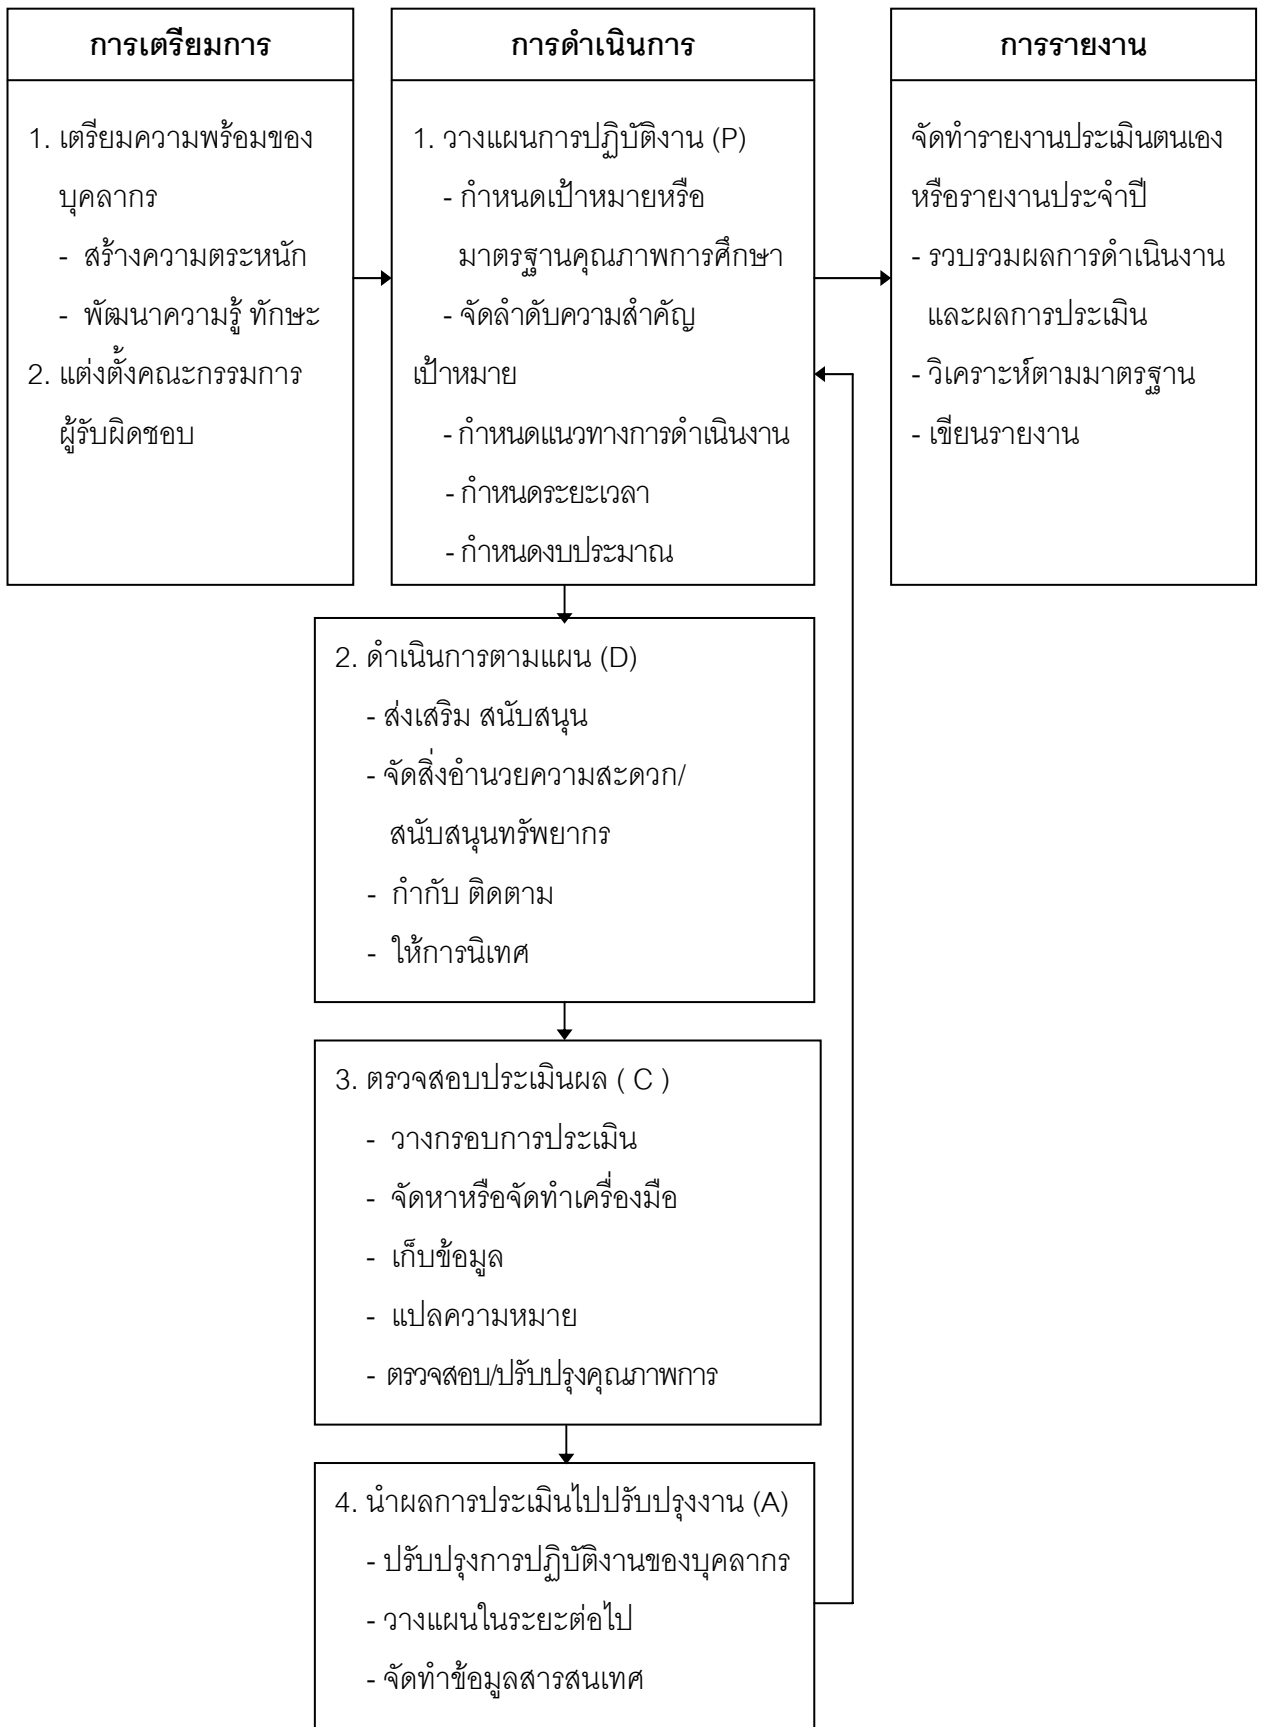 การเตรียมการ
1. เตรียมความพร้อมของ
บุคลากร
- สร้างความตระหนัก
- พัฒนาความรู้ ทักษะ
2. แต่งตั้งคณะกรรมการ
ผู้รับผิดชอบ
การดำเนินการ
1. วางแผนการปฏิบัติงาน (P)
- กำหนดเป้าหมายหรือ
มาตรฐานคุณภาพการศึกษา
- จัดลำดับความสำคัญ
เป้าหมาย
- กำหนดแนวทางการดำเนินงาน
- กำหนดระยะเวลา
- กำหนดงบประมาณ
การรายงาน
จัดทำรายงานประเมินตนเอง
หรือรายงานประจำปี
- รวบรวมผลการดำเนินงาน
และผลการประเมิน
- วิเคราะห์ตามมาตรฐาน
- เขียนรายงาน
2. ดำเนินการตามแผน (D)
- ส่งเสริม สนับสนุน
- จัดสิ่งอำนวยความสะดวก/
สนับสนุนทรัพยากร
- กำกับ ติดตาม
- ให้การนิเทศ
3. ตรวจสอบประเมินผล ( C )
- วางกรอบการประเมิน
- จัดหาหรือจัดทำเครื่องมือ
- เก็บข้อมูล
- แปลความหมาย
- ตรวจสอบ/ปรับปรุงคุณภาพการ
4. นำผลการประเมินไปปรับปรุงงาน (A)
- ปรับปรุงการปฏิบัติงานของบุคลากร
- วางแผนในระยะต่อไป
- จัดทำข้อมูลสารสนเทศ